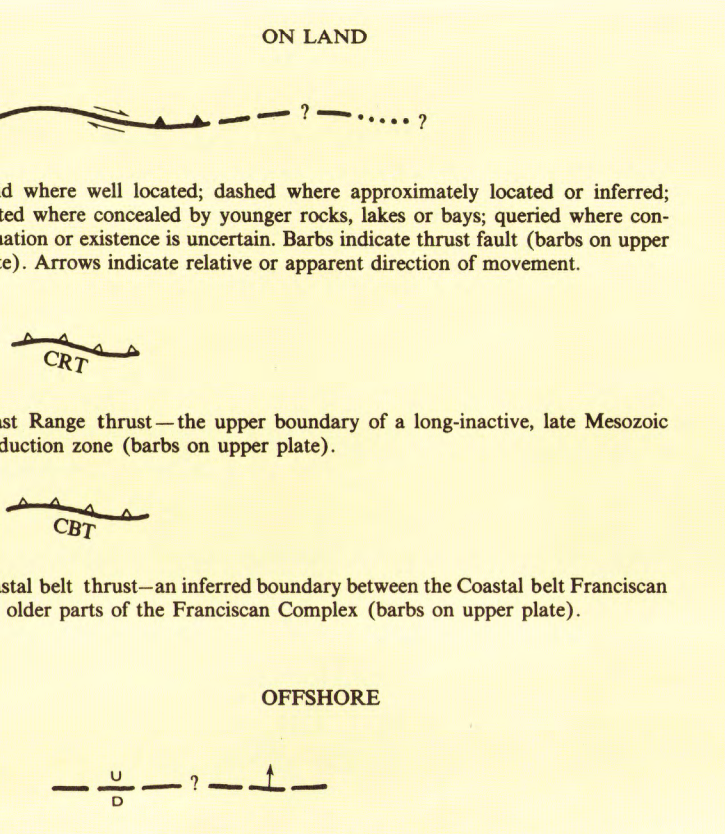 ON LAND
? ?
d where well located; dashed where approximately located or inferred;
ted where concealed by younger rocks, lakes or bays; queried where con-
uation or existence is uncertain. Barbs indicate thrust fault (barbs on upper
te). Arrows indicate relative or apparent direction of movement.
CRT
ast Range thrust—the upper boundary of a long-inactive, late Mesozoic
duction zone (barbs on upper plate).
CBT
astal belt thrust—an inferred boundary between the Coastal belt Franciscan
older parts of the Franciscan Complex (barbs on upper plate).
OFFSHORE
U ?
D